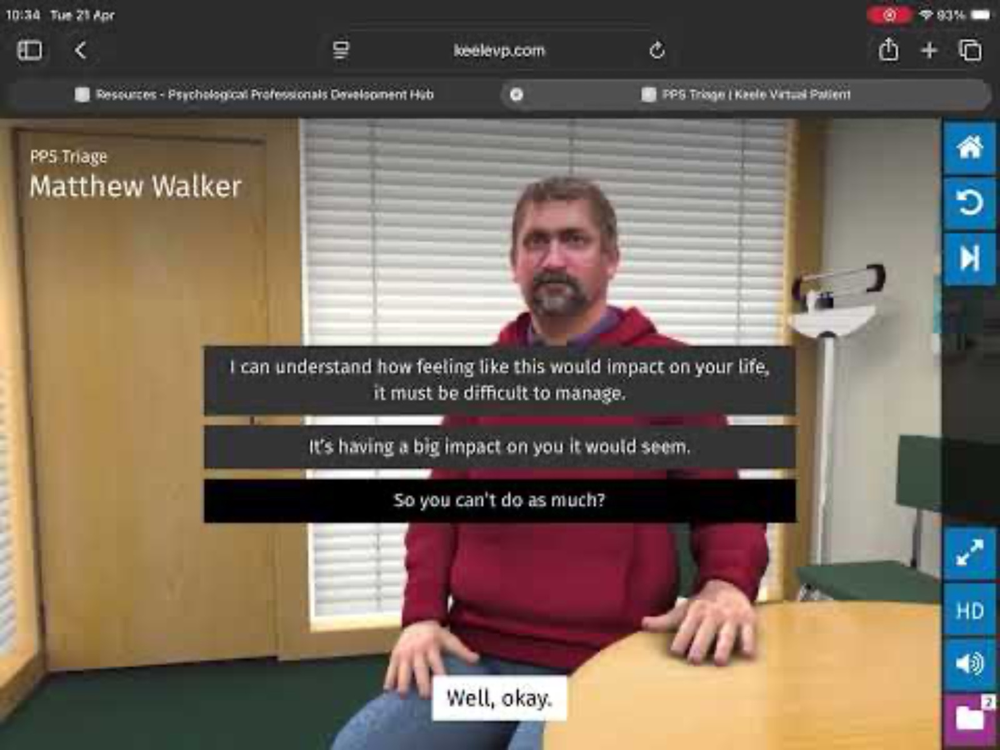 10:34 Tue 21 Apr
93%
keelevp.com
Resources - Psychological Professionals Development Hub
PPS Triage | Keele Virtual Patient
PPS Triage
Matthew Walker
I can understand how feeling like this would impact on your life,
it must be difficult to manage.
It's having a big impact on you it would seem.
So you can't do as much?
HD
Well, okay.
2